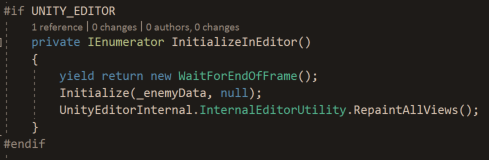 #if UNITY_EDITOR
1 reference | 0 changes | 0 authors, 0 changes
private IEnumerator InitializeInEditor()
{
yield return new WaitForEndOfFrame();
Initialize(_enemyData, null);
UnityEditorInternal.InternalEditorUtility.RepaintAllViews();
}
#endif